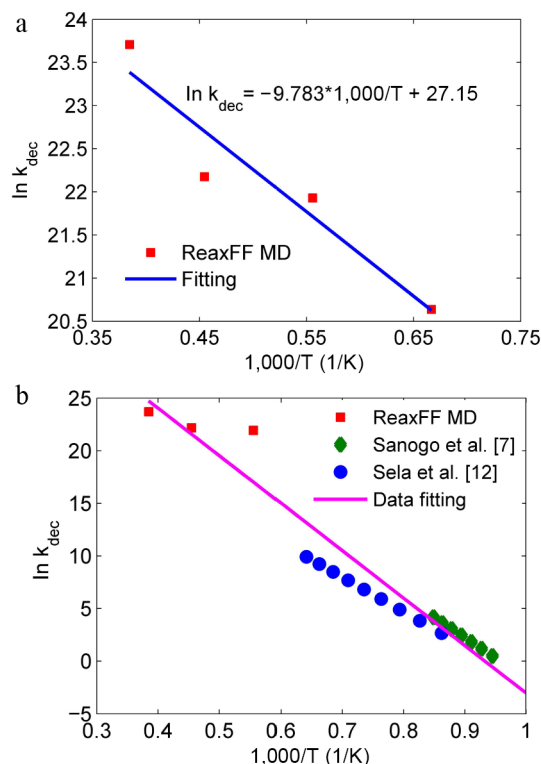 a
24
23.5
23
22.5
22
21.5
21
20.5
ln k_dec
ln k_dec = −9.783*1,000/T + 27.15
ReaxFF MD
Fitting
0.35 0.45 0.55 0.65 0.75
1,000/T (1/K)
b
25
20
15
10
5
0
−5
ln k_dec
ReaxFF MD
Sanogo et al. [7]
Sela et al. [12]
Data fitting
0.3 0.4 0.5 0.6 0.7 0.8 0.9 1
1,000/T (1/K)